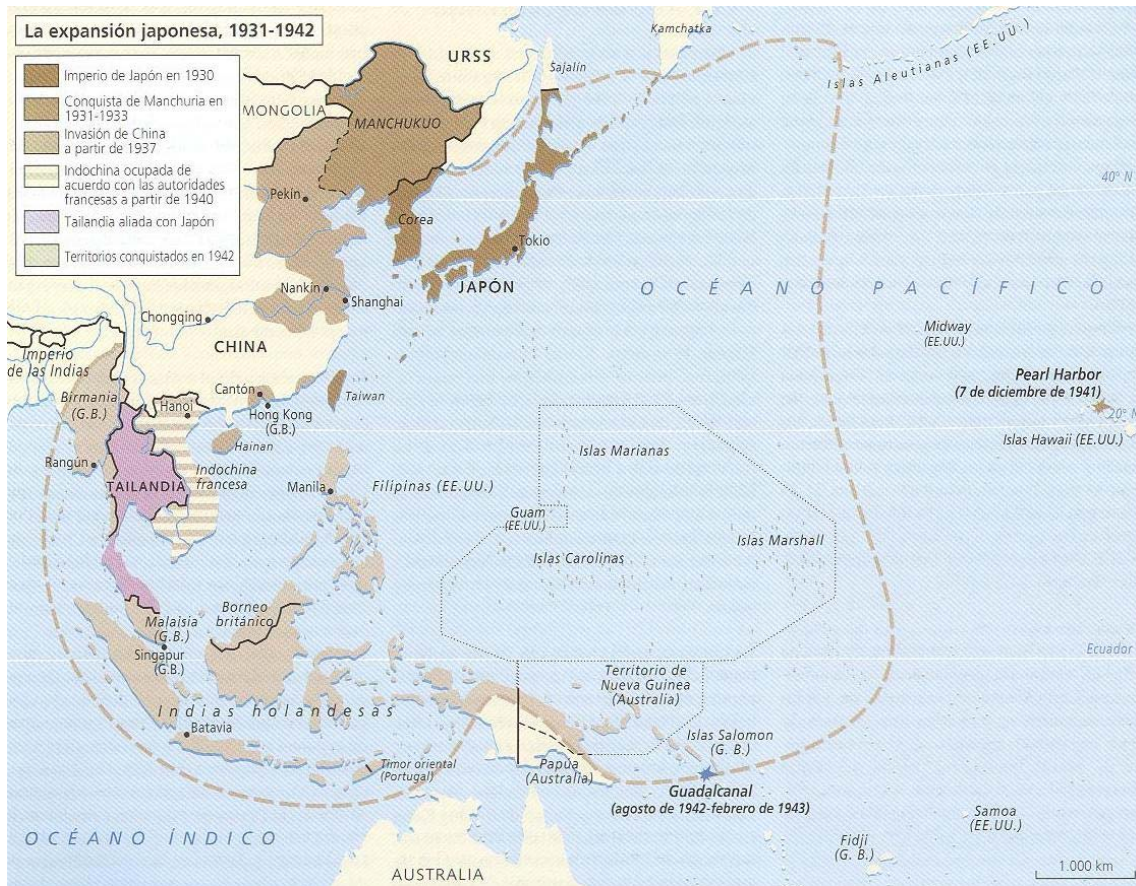 La expansión japonesa, 1931-1942
Imperio de Japón en 1930
Conquista de Manchuria en
1931-1933
Invasión de China
a partir de 1937
Indochina ocupada de
acuerdo con las autoridades
francesas a partir de 1940
Tailandia aliada con Japón
Territorios conquistados en 1942
URSS
Kamchatka
Sajalín
Islas Aleutianas (EE.UU.)
MONGOLIA
MANCHUKUO
40° N
Pekín
Corea
Tokio
JAPÓN
Nankín
Shanghai
OCÉANO PACÍFICO
Chongqing
CHINA
Midway
(EE.UU.)
Imperio
de las Indias
Pearl Harbor
(7 de diciembre de 1941)
20° N
Islas Hawaii (EE.UU.)
Birmania
(G.B.)
Cantón
Taiwan
Hanoi
Hong Kong
(G.B.)
Hainan
Rangún
TAILANDIA
Indochina
francesa
Manila
Filipinas (EE.UU.)
Islas Marianas
Guam
(EE.UU.)
Islas Carolinas
Islas Marshall
Malaisia
(G.B.)
Singapur
(G.B.)
Borneo
británico
Ecuador
Territorio de
Nueva Guinea
(Australia)
Indias holandesas
Batavia
Timor oriental
(Portugal)
Papúa
(Australia)
Islas Salomon
(G. B.)
Guadalcanal
(agosto de 1942-febrero de 1943)
Samoa
(EE.UU.)
Fidji
(G. B.)
OCÉANO ÍNDICO
AUSTRALIA
1.000 km